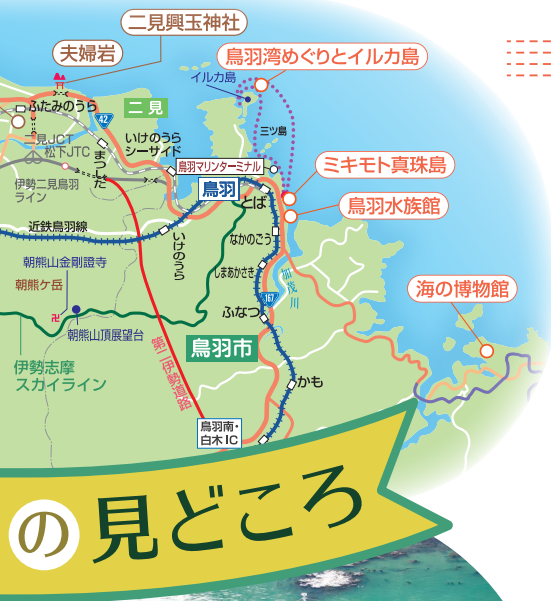 二見興玉神社
夫婦岩
鳥羽湾めぐりとイルカ島
イルカ島
ふたみのうら
二見
42
三ツ島
いけのうら
シーサイド
二見JCT
松下JTC
まつした
鳥羽マリンターミナル
ミキモト真珠島
伊勢二見鳥羽
ライン
鳥羽
とば
鳥羽水族館
近鉄鳥羽線
いけのうら
なかのごう
朝熊山金剛證寺
しまあかさき
加茂川
朝熊ケ岳
海の博物館
167
卍
ふなつ
朝熊山頂展望台
第二伊勢道路
鳥羽市
伊勢志摩
スカイライン
かも
鳥羽南・
白木IC
の見どころ